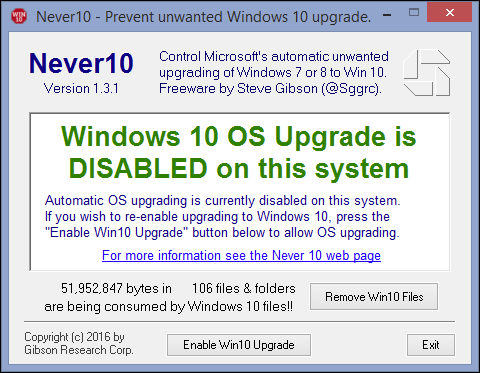 WIN 10
Never10 - Prevent unwanted Windows 10 upgrade.
Never10
Version 1.3.1
Control Microsoft's automatic unwanted
upgrading of Windows 7 or 8 to Win 10.
Freeware by Steve Gibson (@Sggrc).
Windows 10 OS Upgrade is
DISABLED on this system
Automatic OS upgrading is currently disabled on this system.
If you wish to re-enable upgrading to Windows 10, press the
"Enable Win10 Upgrade" button below to allow OS upgrading.
For more information see the Never 10 web page
51,952,847 bytes in 106 files & folders
are being consumed by Windows 10 files!!
Remove Win10 Files
Copyright (c) 2016 by
Gibson Research Corp.
Enable Win10 Upgrade
Exit